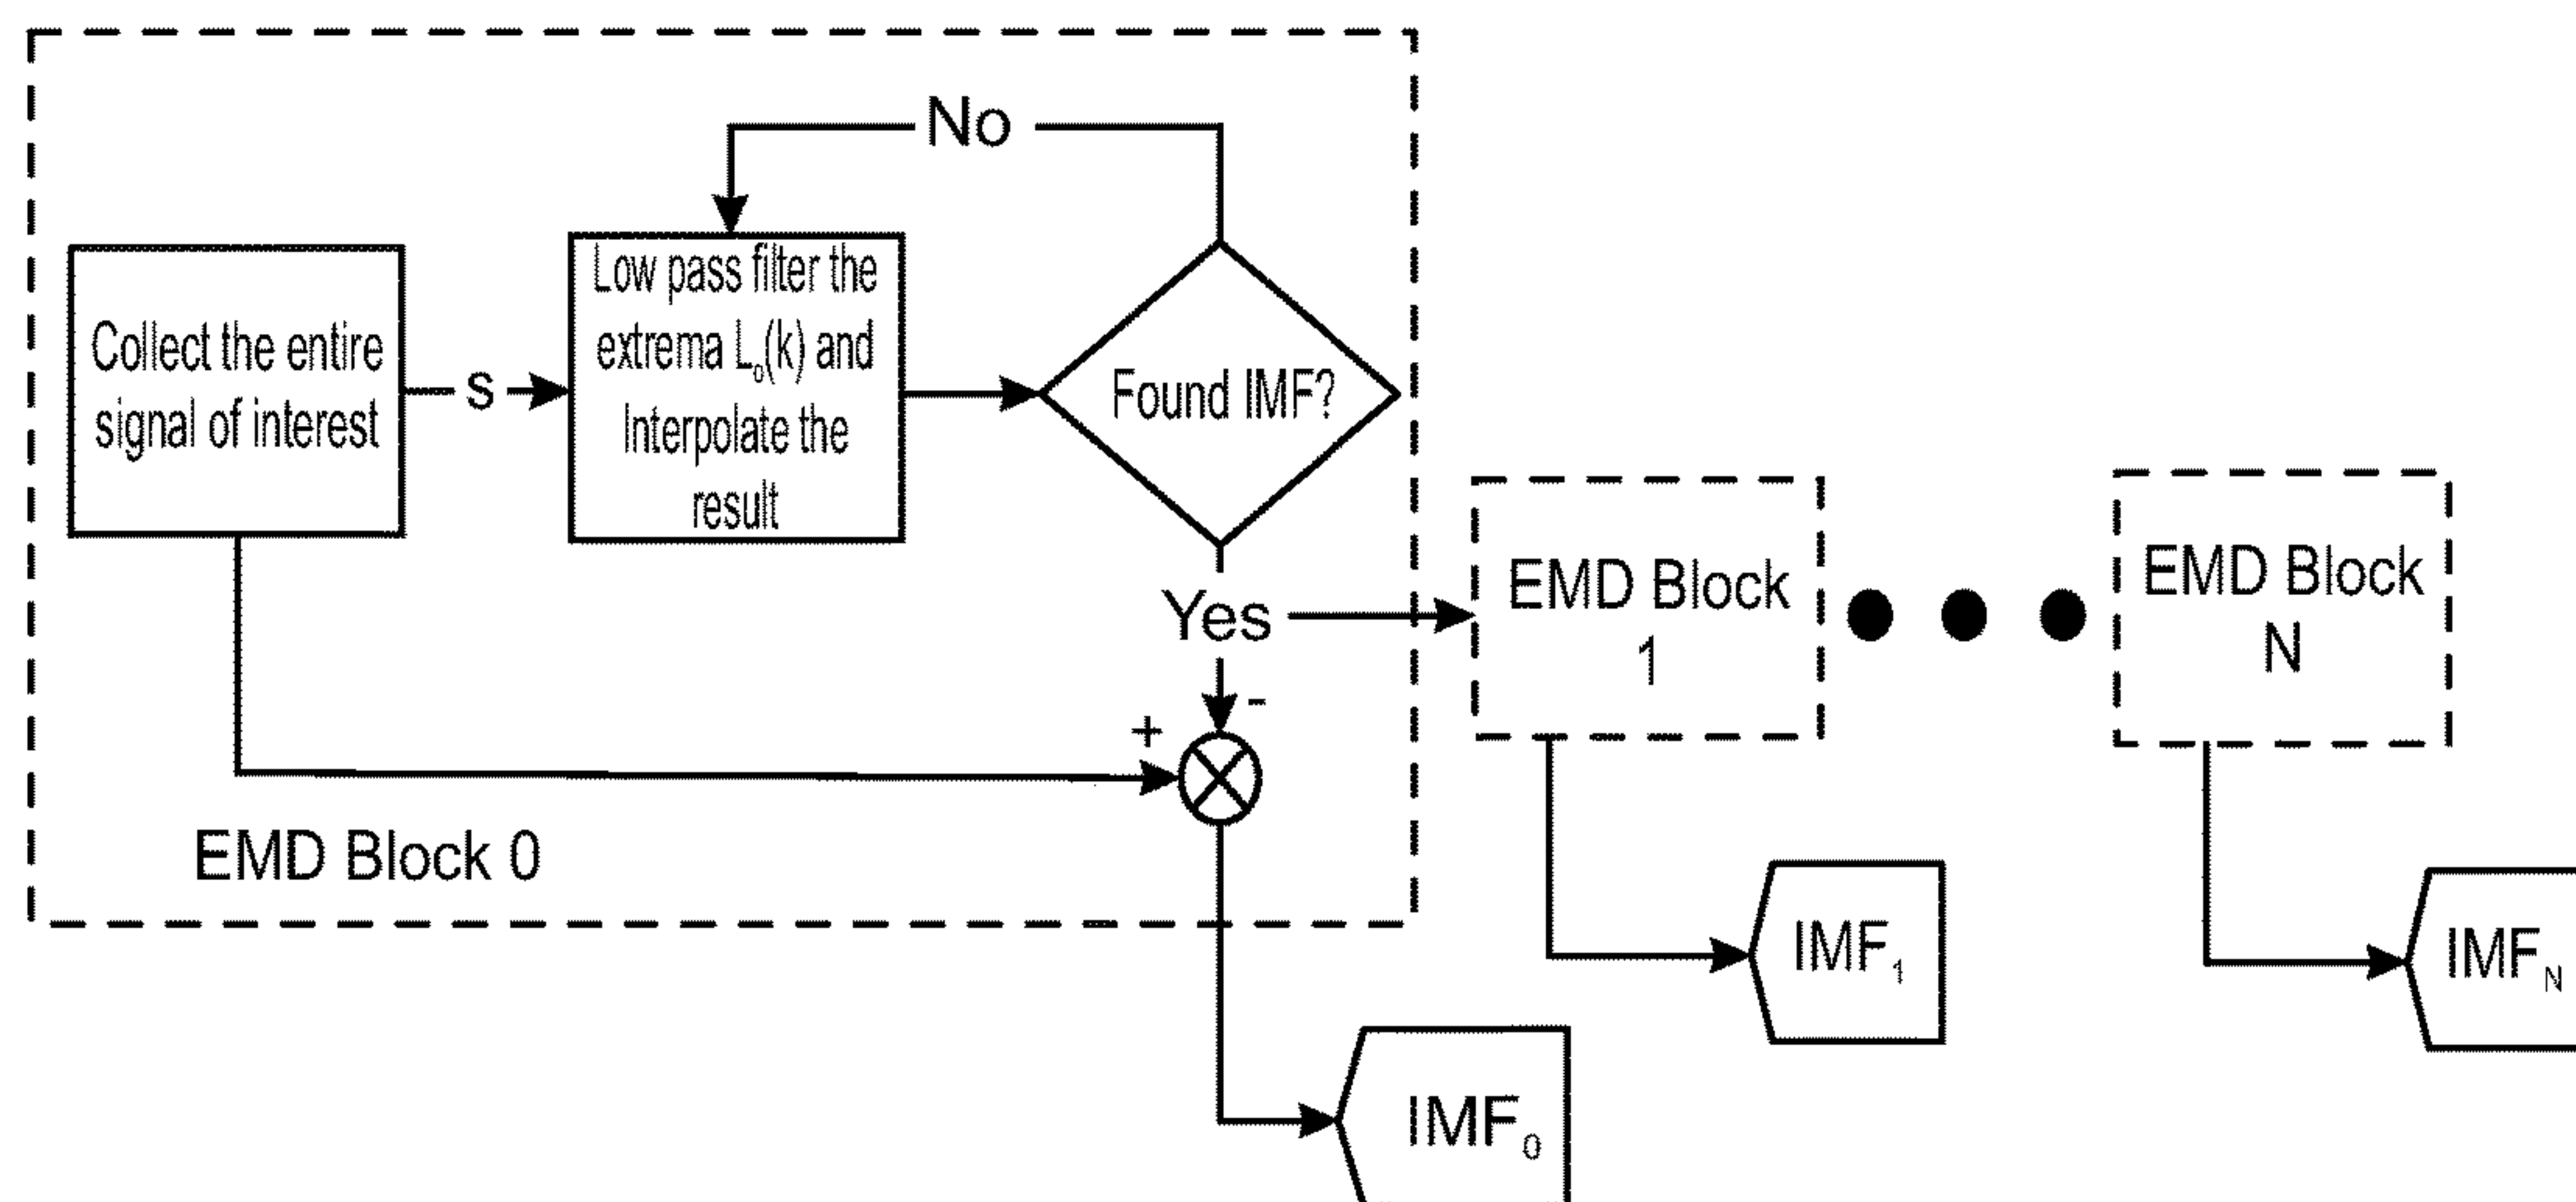 No
Collect the entire
signal of interest
s
Low pass filter the
extrema L₀(k) and
Interpolate the
result
Found IMF?
Yes
-
+
EMD Block 0
EMD Block
1
EMD Block
N
IMF₀
IMF₁
IMF_N